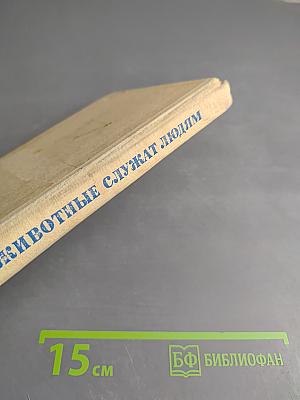 ЖИВОТНЫЕ СЛУЖАТ ЛЮДЯМ
15 см
БФ БИБЛИОФАН